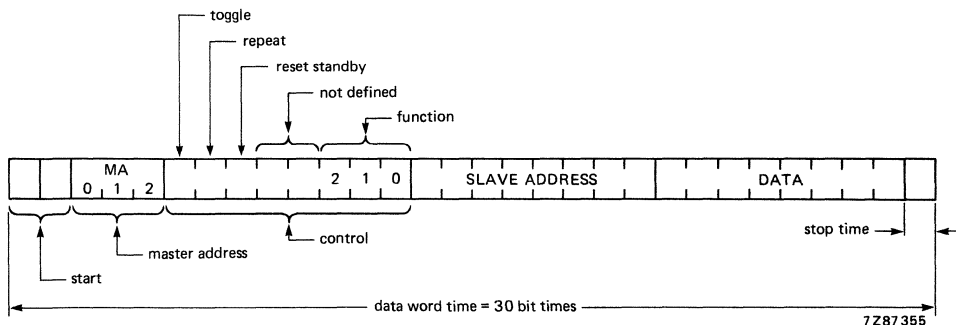 toggle
repeat
reset standby
not defined
function
MA
0 1 2
2 1 0
SLAVE ADDRESS
DATA
start
master address
control
stop time
data word time = 30 bit times
7Z87355